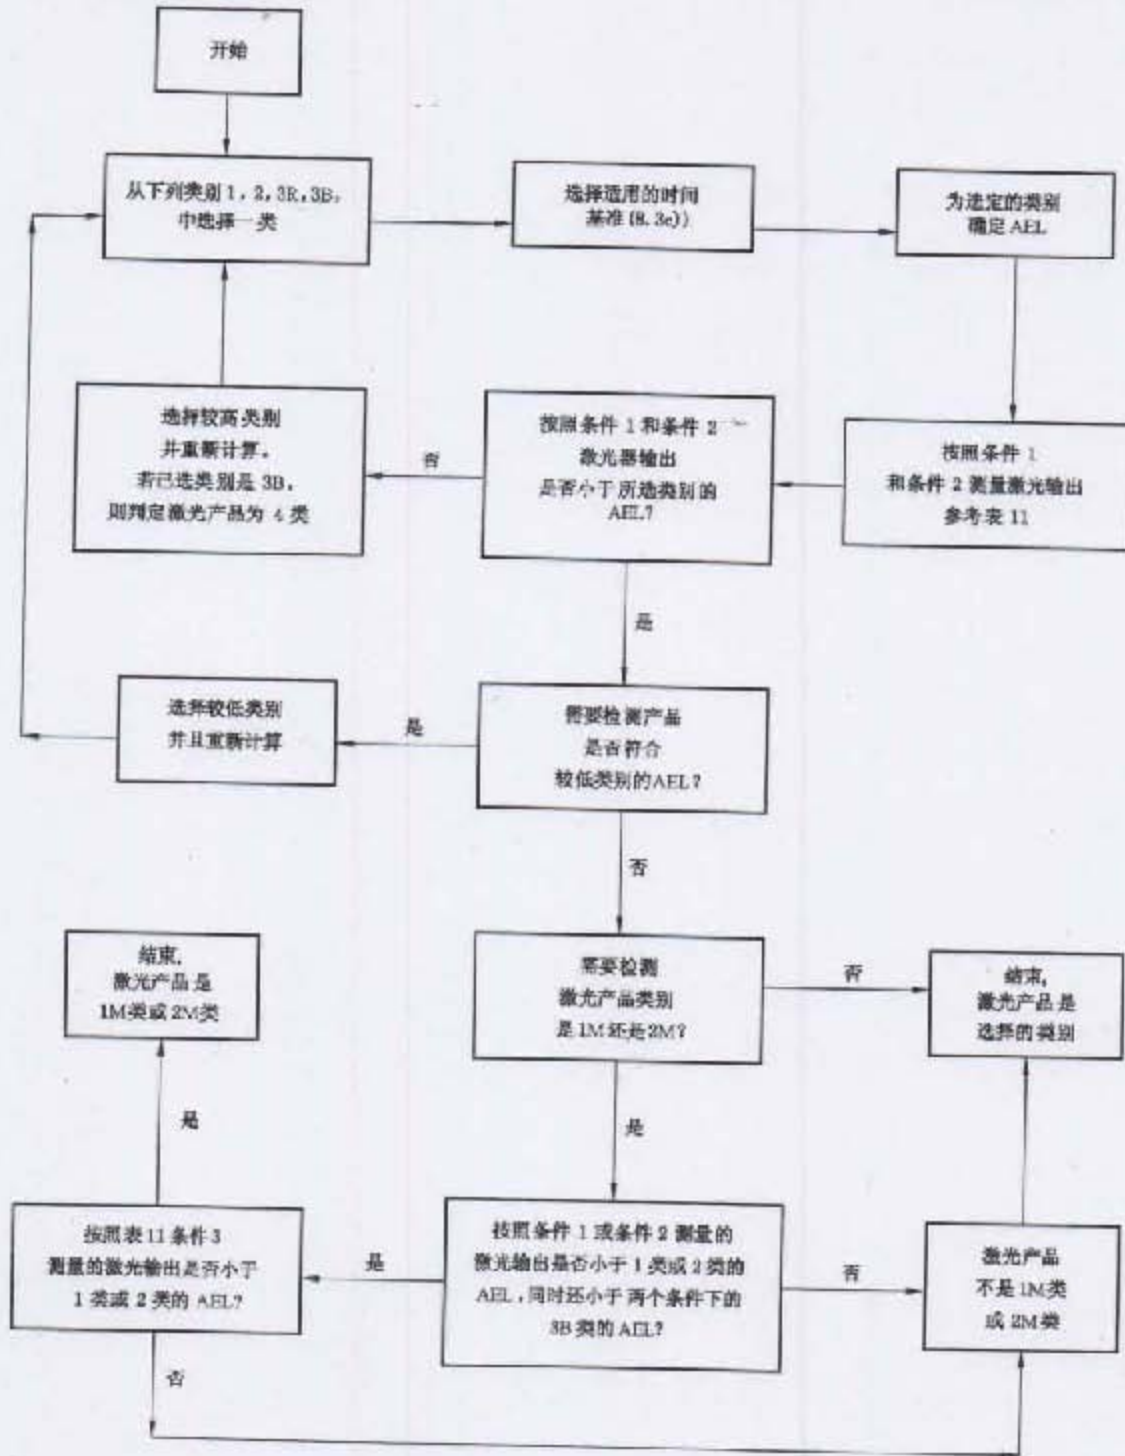 开始
从下列类别 1，2，3R，3B，
中选择一类
选择适用的时间
基准(8.3e))
为选定的类别
确定 AEL
选择较高类别
并重新计算。
若已选类别是 3B，
则判定激光产品为 4 类
否
按照条件 1 和条件 2
激光器输出
是否小于所选类别的
AEL？
按照条件 1
和条件 2 测量激光输出
参考表 11
是
选择较低类别
并且重新计算
是
需要检测产品
是否符合
较低类别的AEL？
否
结束，
激光产品是
1M类或2M类
需要检测
激光产品类别
是1M还是2M？
否
结束，
激光产品是
选择的类别
是
是
按照表 11 条件 3
测量的激光输出是否小于
1 类或 2 类的 AEL？
是
按照条件 1 或条件 2 测量的
激光输出是否小于 1 类或 2 类的
AEL，同时还小于两个条件下的
3B 类的 AEL？
否
激光产品
不是 1M 类
或 2M 类
否